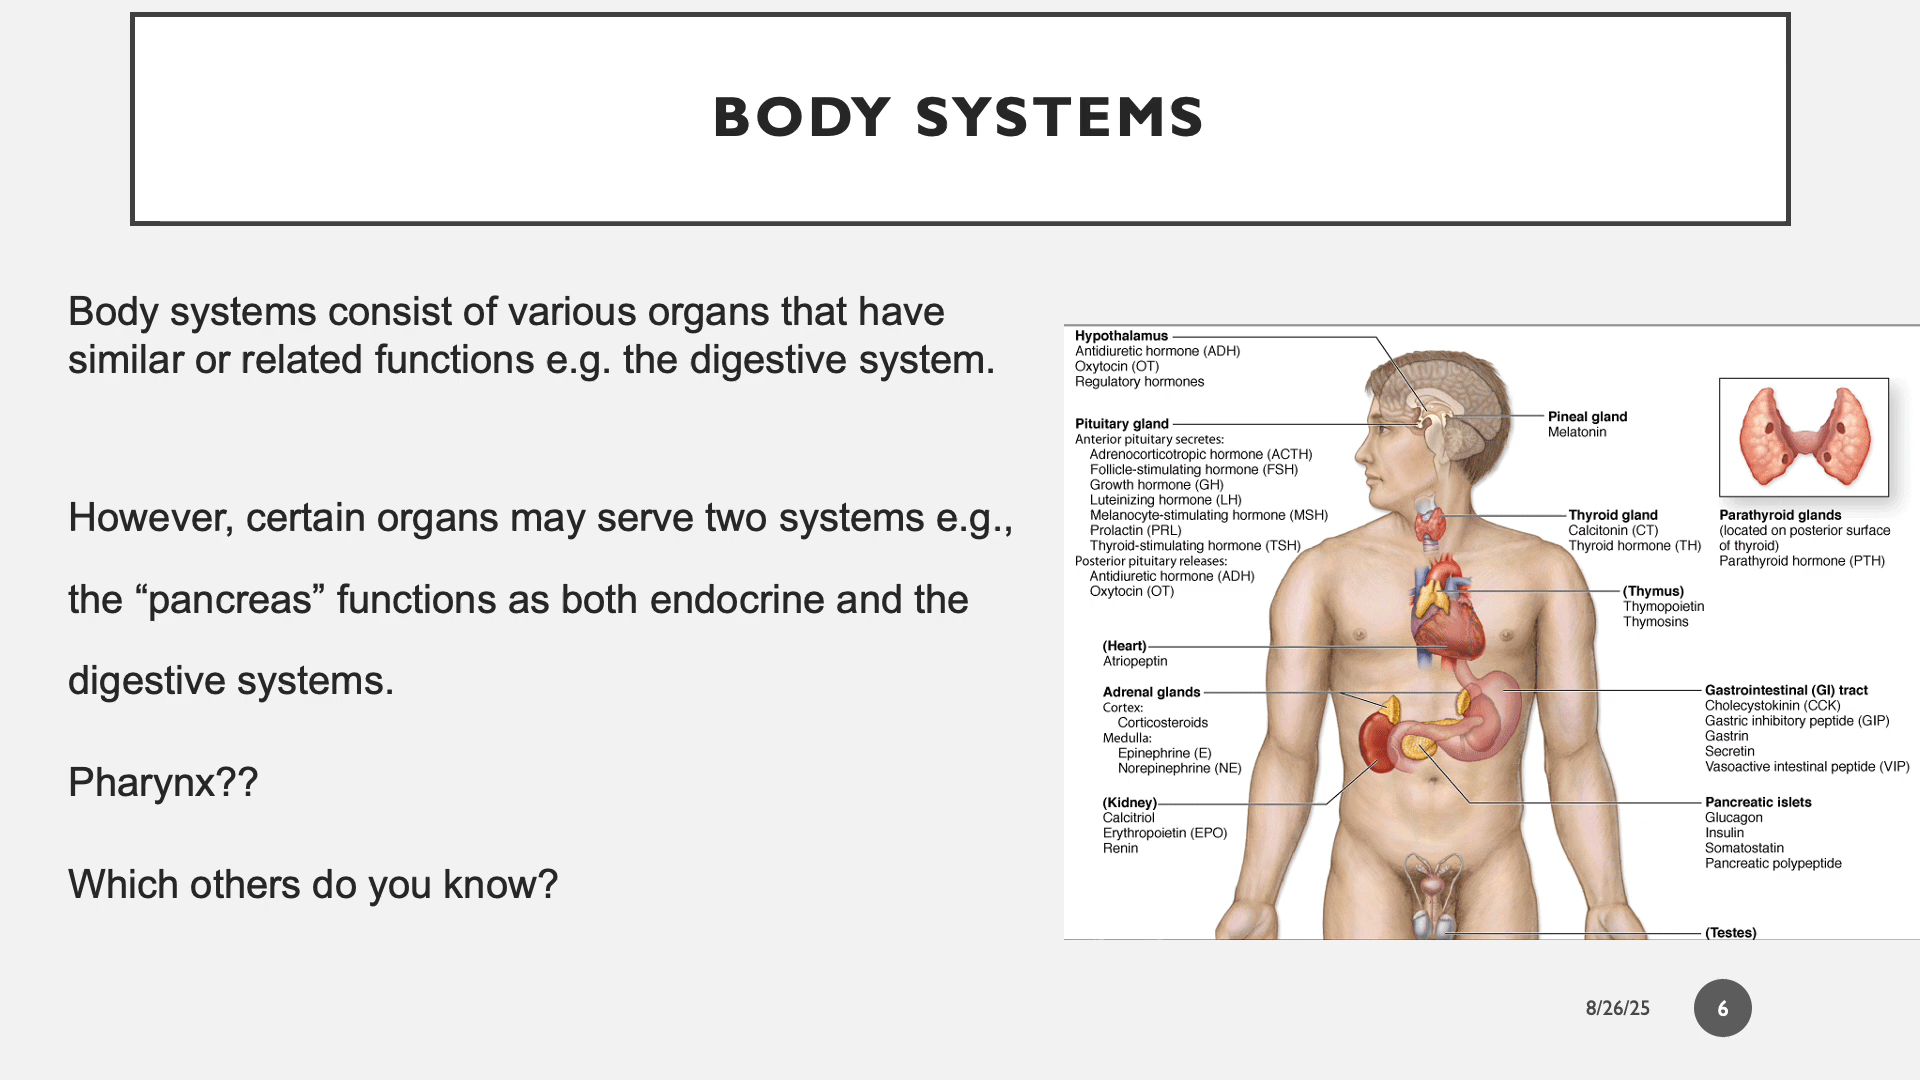 BODY SYSTEMS
Body systems consist of various organs that have
similar or related functions e.g. the digestive system.
However, certain organs may serve two systems e.g.,
the “pancreas” functions as both endocrine and the
digestive systems.
Pharynx??
Which others do you know?
Hypothalamus
Antidiuretic hormone (ADH)
Oxytocin (OT)
Regulatory hormones
Pituitary gland
Anterior pituitary secretes:
Adrenocorticotropic hormone (ACTH)
Follicle-stimulating hormone (FSH)
Growth hormone (GH)
Luteinizing hormone (LH)
Melanocyte-stimulating hormone (MSH)
Prolactin (PRL)
Thyroid-stimulating hormone (TSH)
Posterior pituitary releases:
Antidiuretic hormone (ADH)
Oxytocin (OT)
(Heart)
Atriopeptin
Adrenal glands
Cortex:
Corticosteroids
Medulla:
Epinephrine (E)
Norepinephrine (NE)
(Kidney)
Calcitriol
Erythropoietin (EPO)
Renin
Pineal gland
Melatonin
Thyroid gland
Calcitonin (CT)
Thyroid hormone (TH)
Parathyroid glands
(located on posterior surface
of thyroid)
Parathyroid hormone (PTH)
(Thymus)
Thymopoietin
Thymosins
Gastrointestinal (GI) tract
Cholecystokinin (CCK)
Gastric inhibitory peptide (GIP)
Gastrin
Secretin
Vasoactive intestinal peptide (VIP)
Pancreatic islets
Glucagon
Insulin
Somatostatin
Pancreatic polypeptide
(Testes)
8/26/25
6